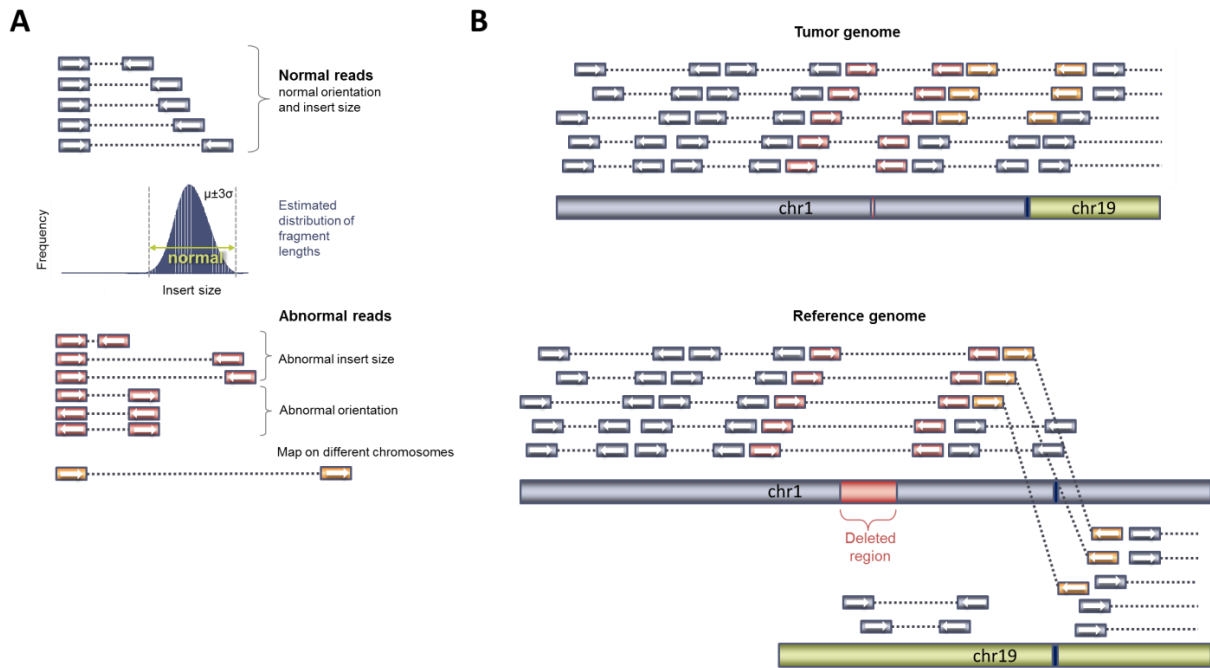 A
Normal reads
normal orientation
and insert size
μ±3σ
Frequency
normal
Insert size
Estimated
distribution of
fragment
lengths
Abnormal reads
Abnormal insert size
Abnormal orientation
Map on different chromosomes
B
Tumor genome
chr1
chr19
Reference genome
chr1
Deleted
region
chr19